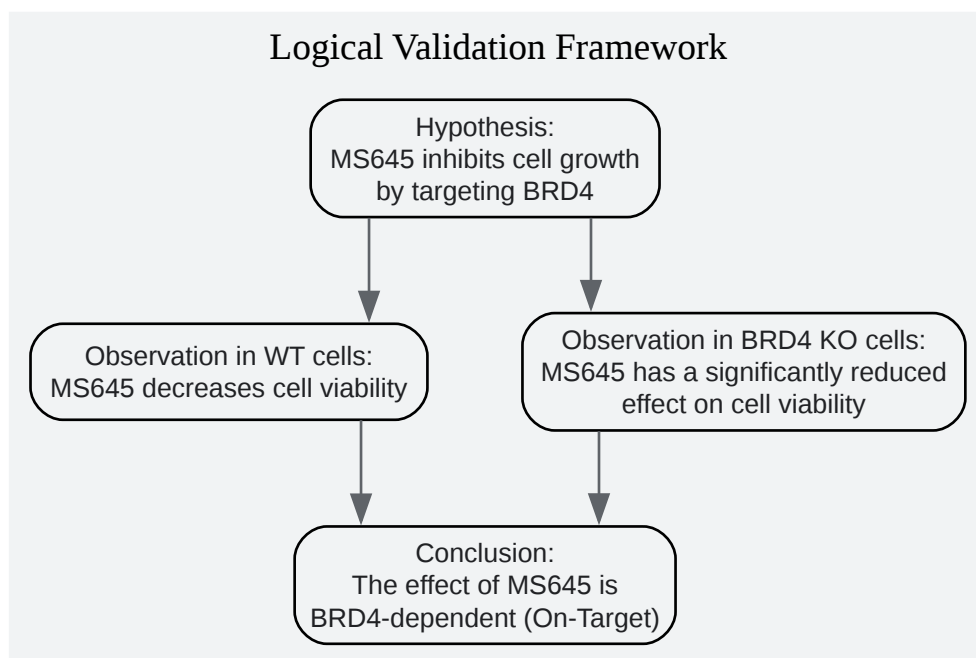 Logical Validation Framework
Hypothesis:
MS645 inhibits cell growth
by targeting BRD4
Observation in WT cells:
MS645 decreases cell viability
Observation in BRD4 KO cells:
MS645 has a significantly reduced
effect on cell viability
Conclusion:
The effect of MS645 is
BRD4-dependent (On-Target)